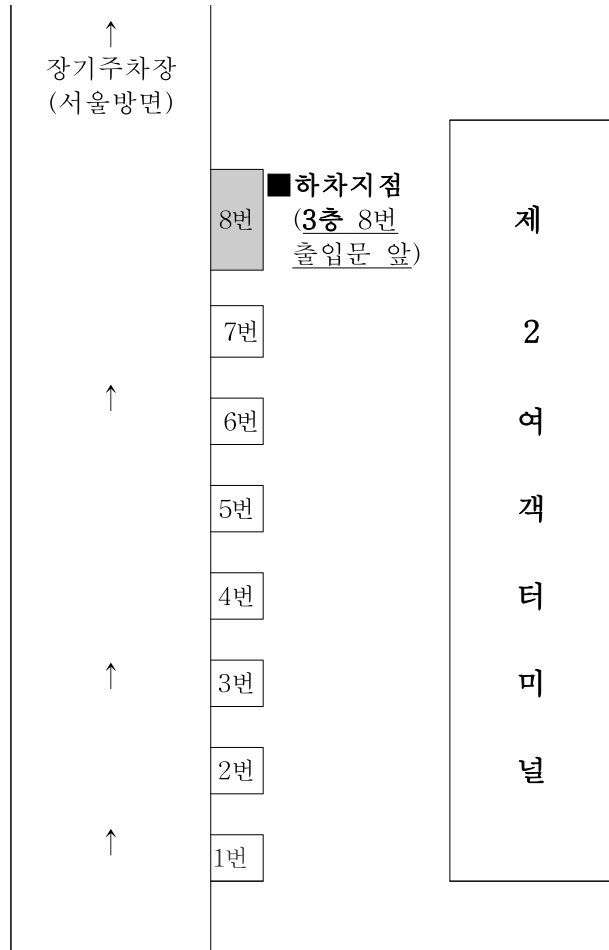 ↑
장기주차장
(서울방면)
■하차지점
(3층 8번
출입문 앞)
8번
7번
↑
6번
5번
4번
↑
3번
2번
↑
1번
제
2
여
객
터
미
널